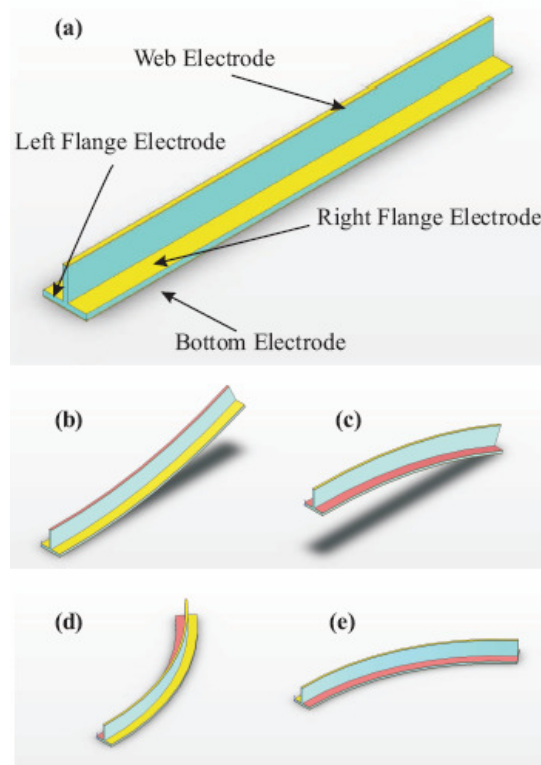 (a)
Web Electrode
Left Flange Electrode
Right Flange Electrode
Bottom Electrode
(b)
(c)
(d)
(e)